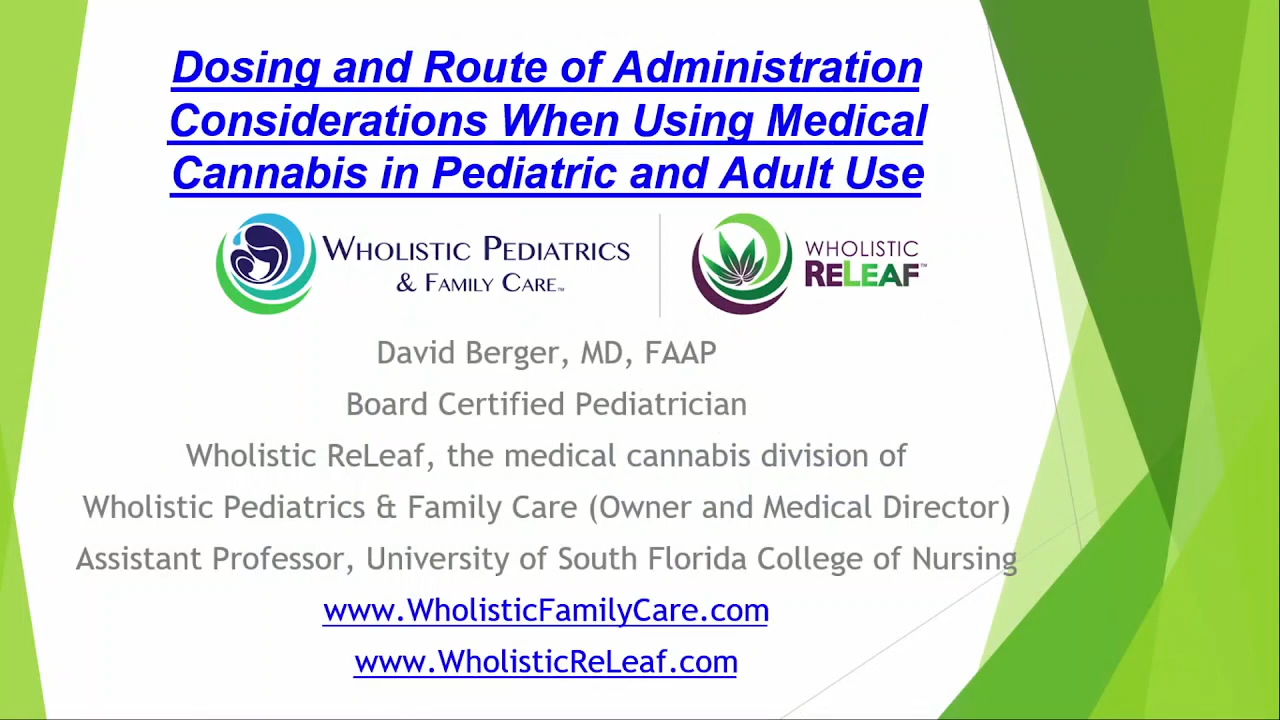 Dosing and Route of Administration
Considerations When Using Medical
Cannabis in Pediatric and Adult Use
WHOLISTIC PEDIATRICS
& FAMILY CARE™
WHOLISTIC
RELEAF™
David Berger, MD, FAAP
Board Certified Pediatrician
Wholistic ReLeaf, the medical cannabis division of
Wholistic Pediatrics & Family Care (Owner and Medical Director)
Assistant Professor, University of South Florida College of Nursing
www.WholisticFamilyCare.com
www.WholisticReLeaf.com